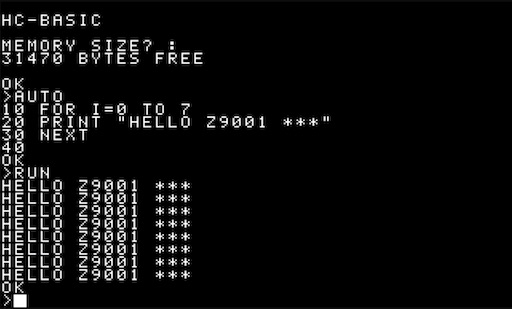 HC-BASIC
MEMORY SIZE? :
31470 BYTES FREE
OK
>AUTO
10 FOR I=0 TO 7
20 PRINT "HELLO Z9001 ***"
30 NEXT
40
OK
>RUN
HELLO Z9001 ***
HELLO Z9001 ***
HELLO Z9001 ***
HELLO Z9001 ***
HELLO Z9001 ***
HELLO Z9001 ***
HELLO Z9001 ***
HELLO Z9001 ***
OK
>